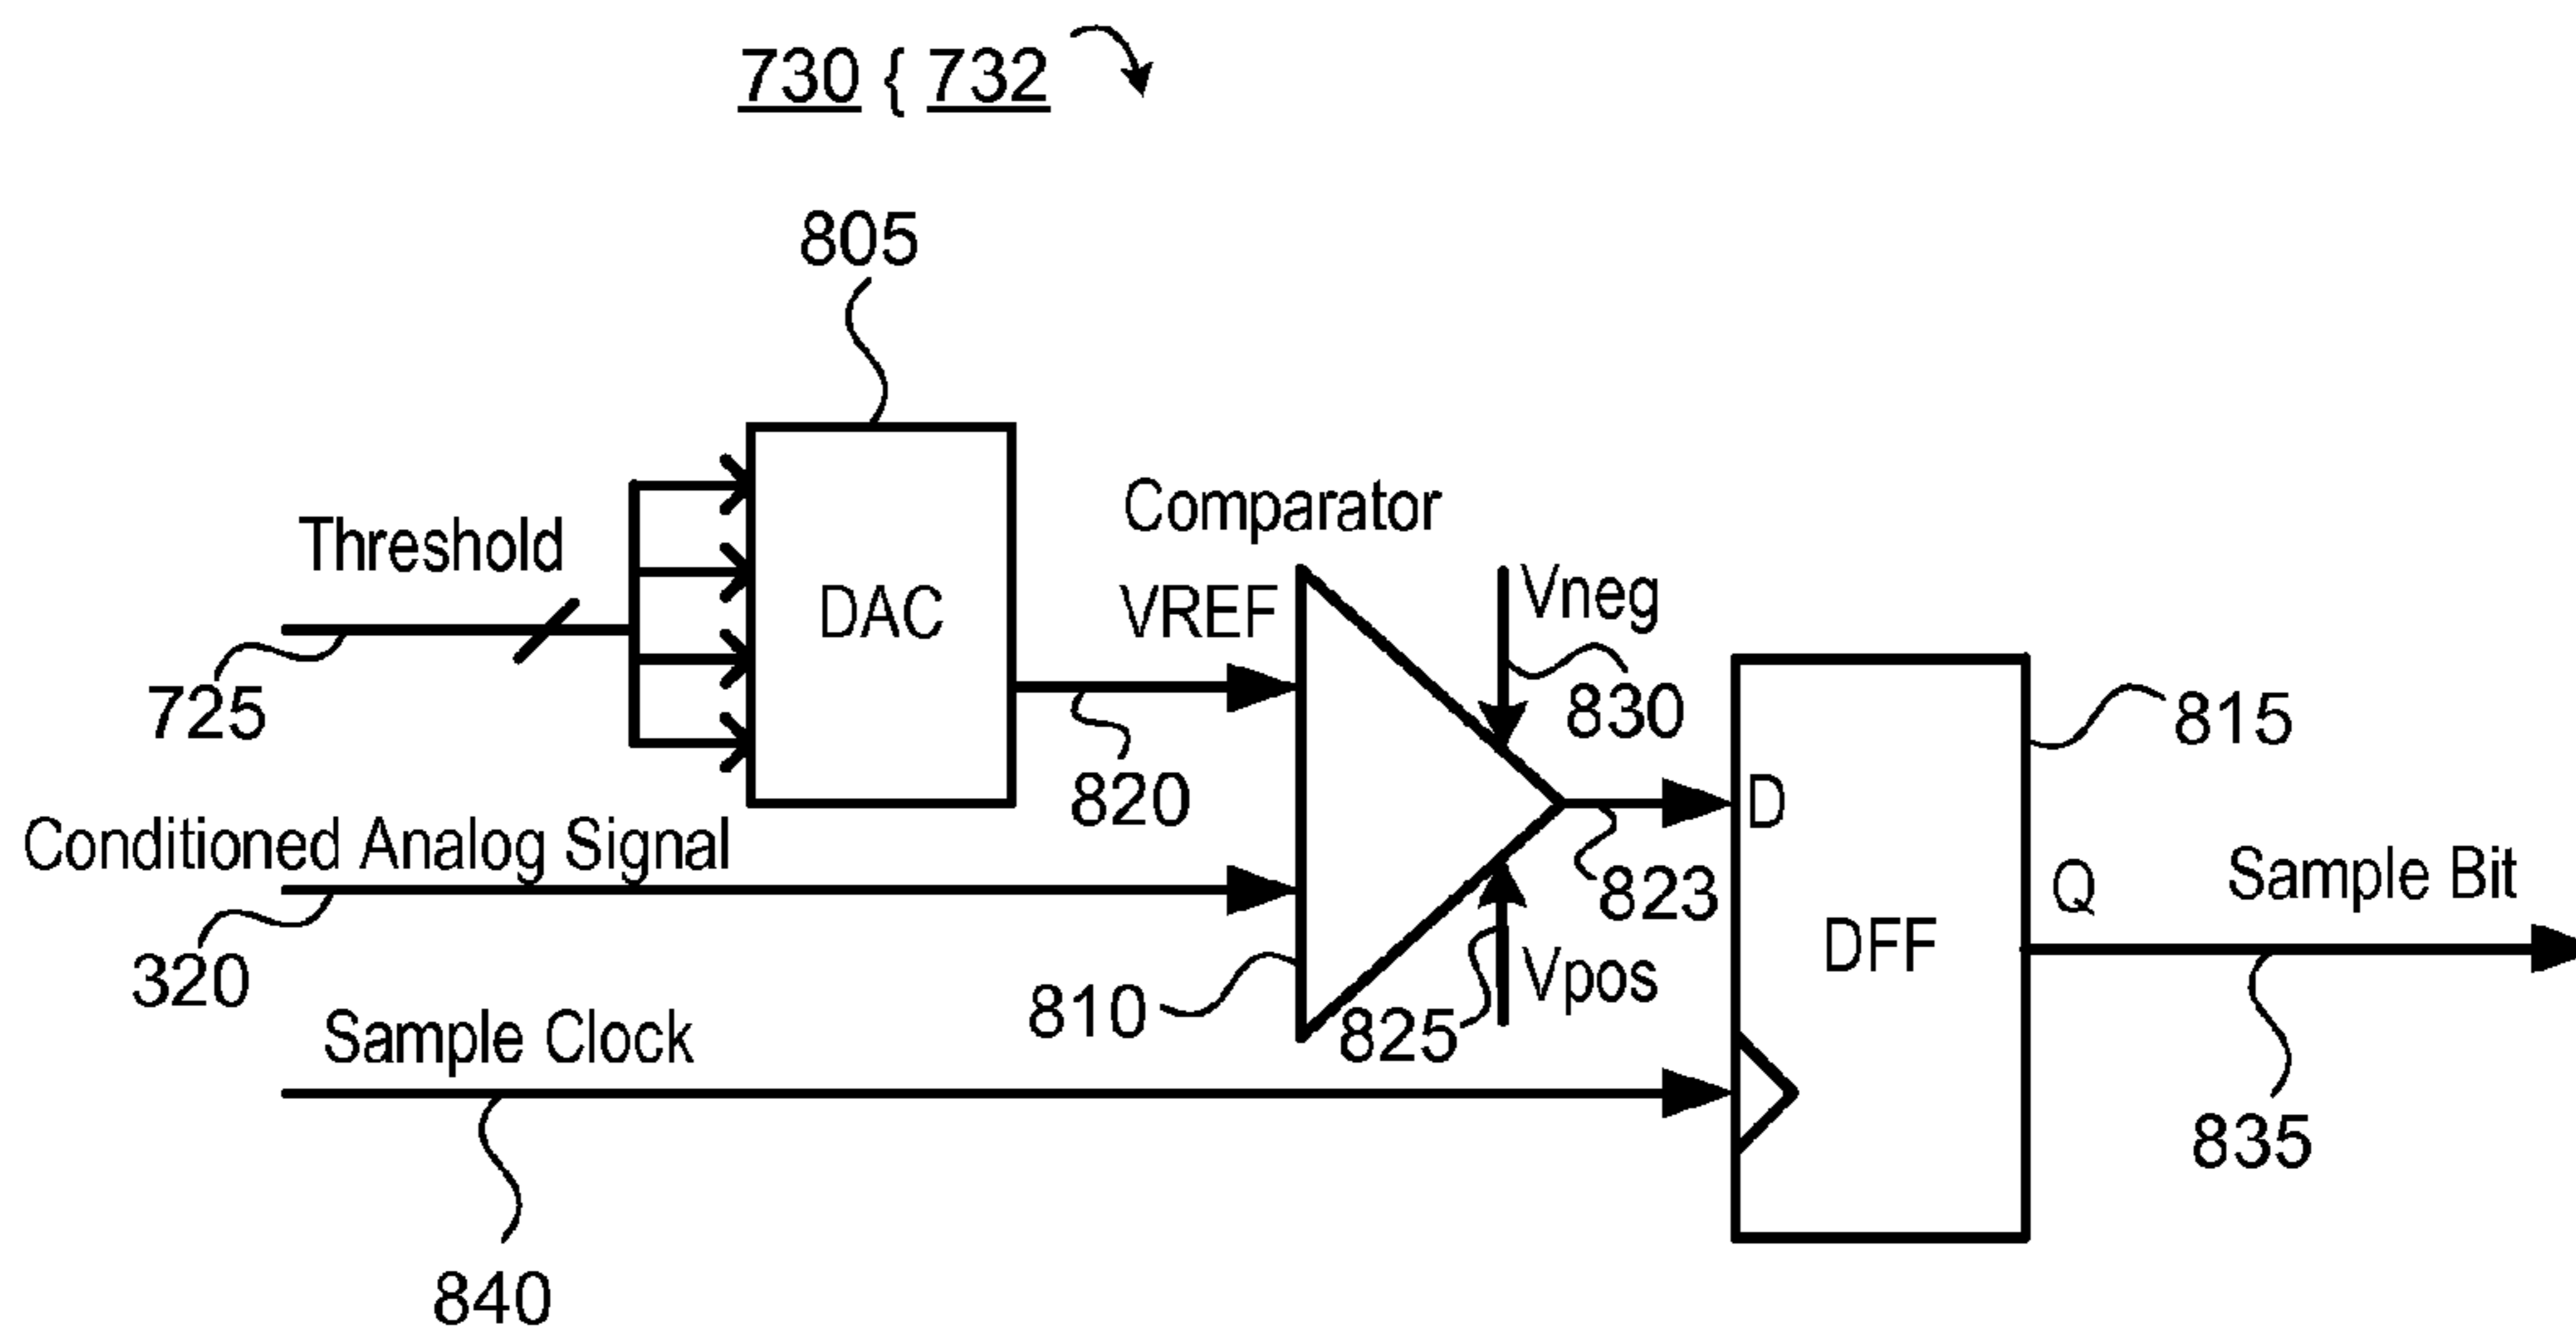 730 { 732
805
Comparator
Threshold
DAC
VREF
Vneg
725
830
815
820
D
Conditioned Analog Signal
823
Q
Sample Bit
DFF
320
810
825
Vpos
Sample Clock
835
840